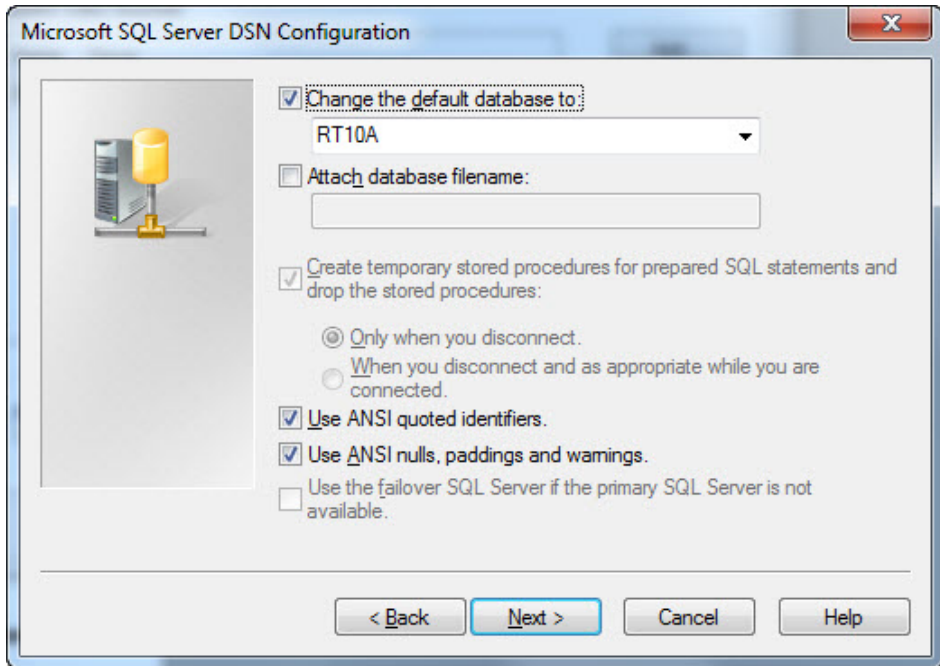 Microsoft SQL Server DSN Configuration
Change the default database to:
RT10A
Attach database filename:
Create temporary stored procedures for prepared SQL statements and
drop the stored procedures:
Only when you disconnect.
When you disconnect and as appropriate while you are
connected.
Use ANSI quoted identifiers.
Use ANSI nulls, paddings and warnings.
Use the failover SQL Server if the primary SQL Server is not
available.
< Back Next > Cancel Help